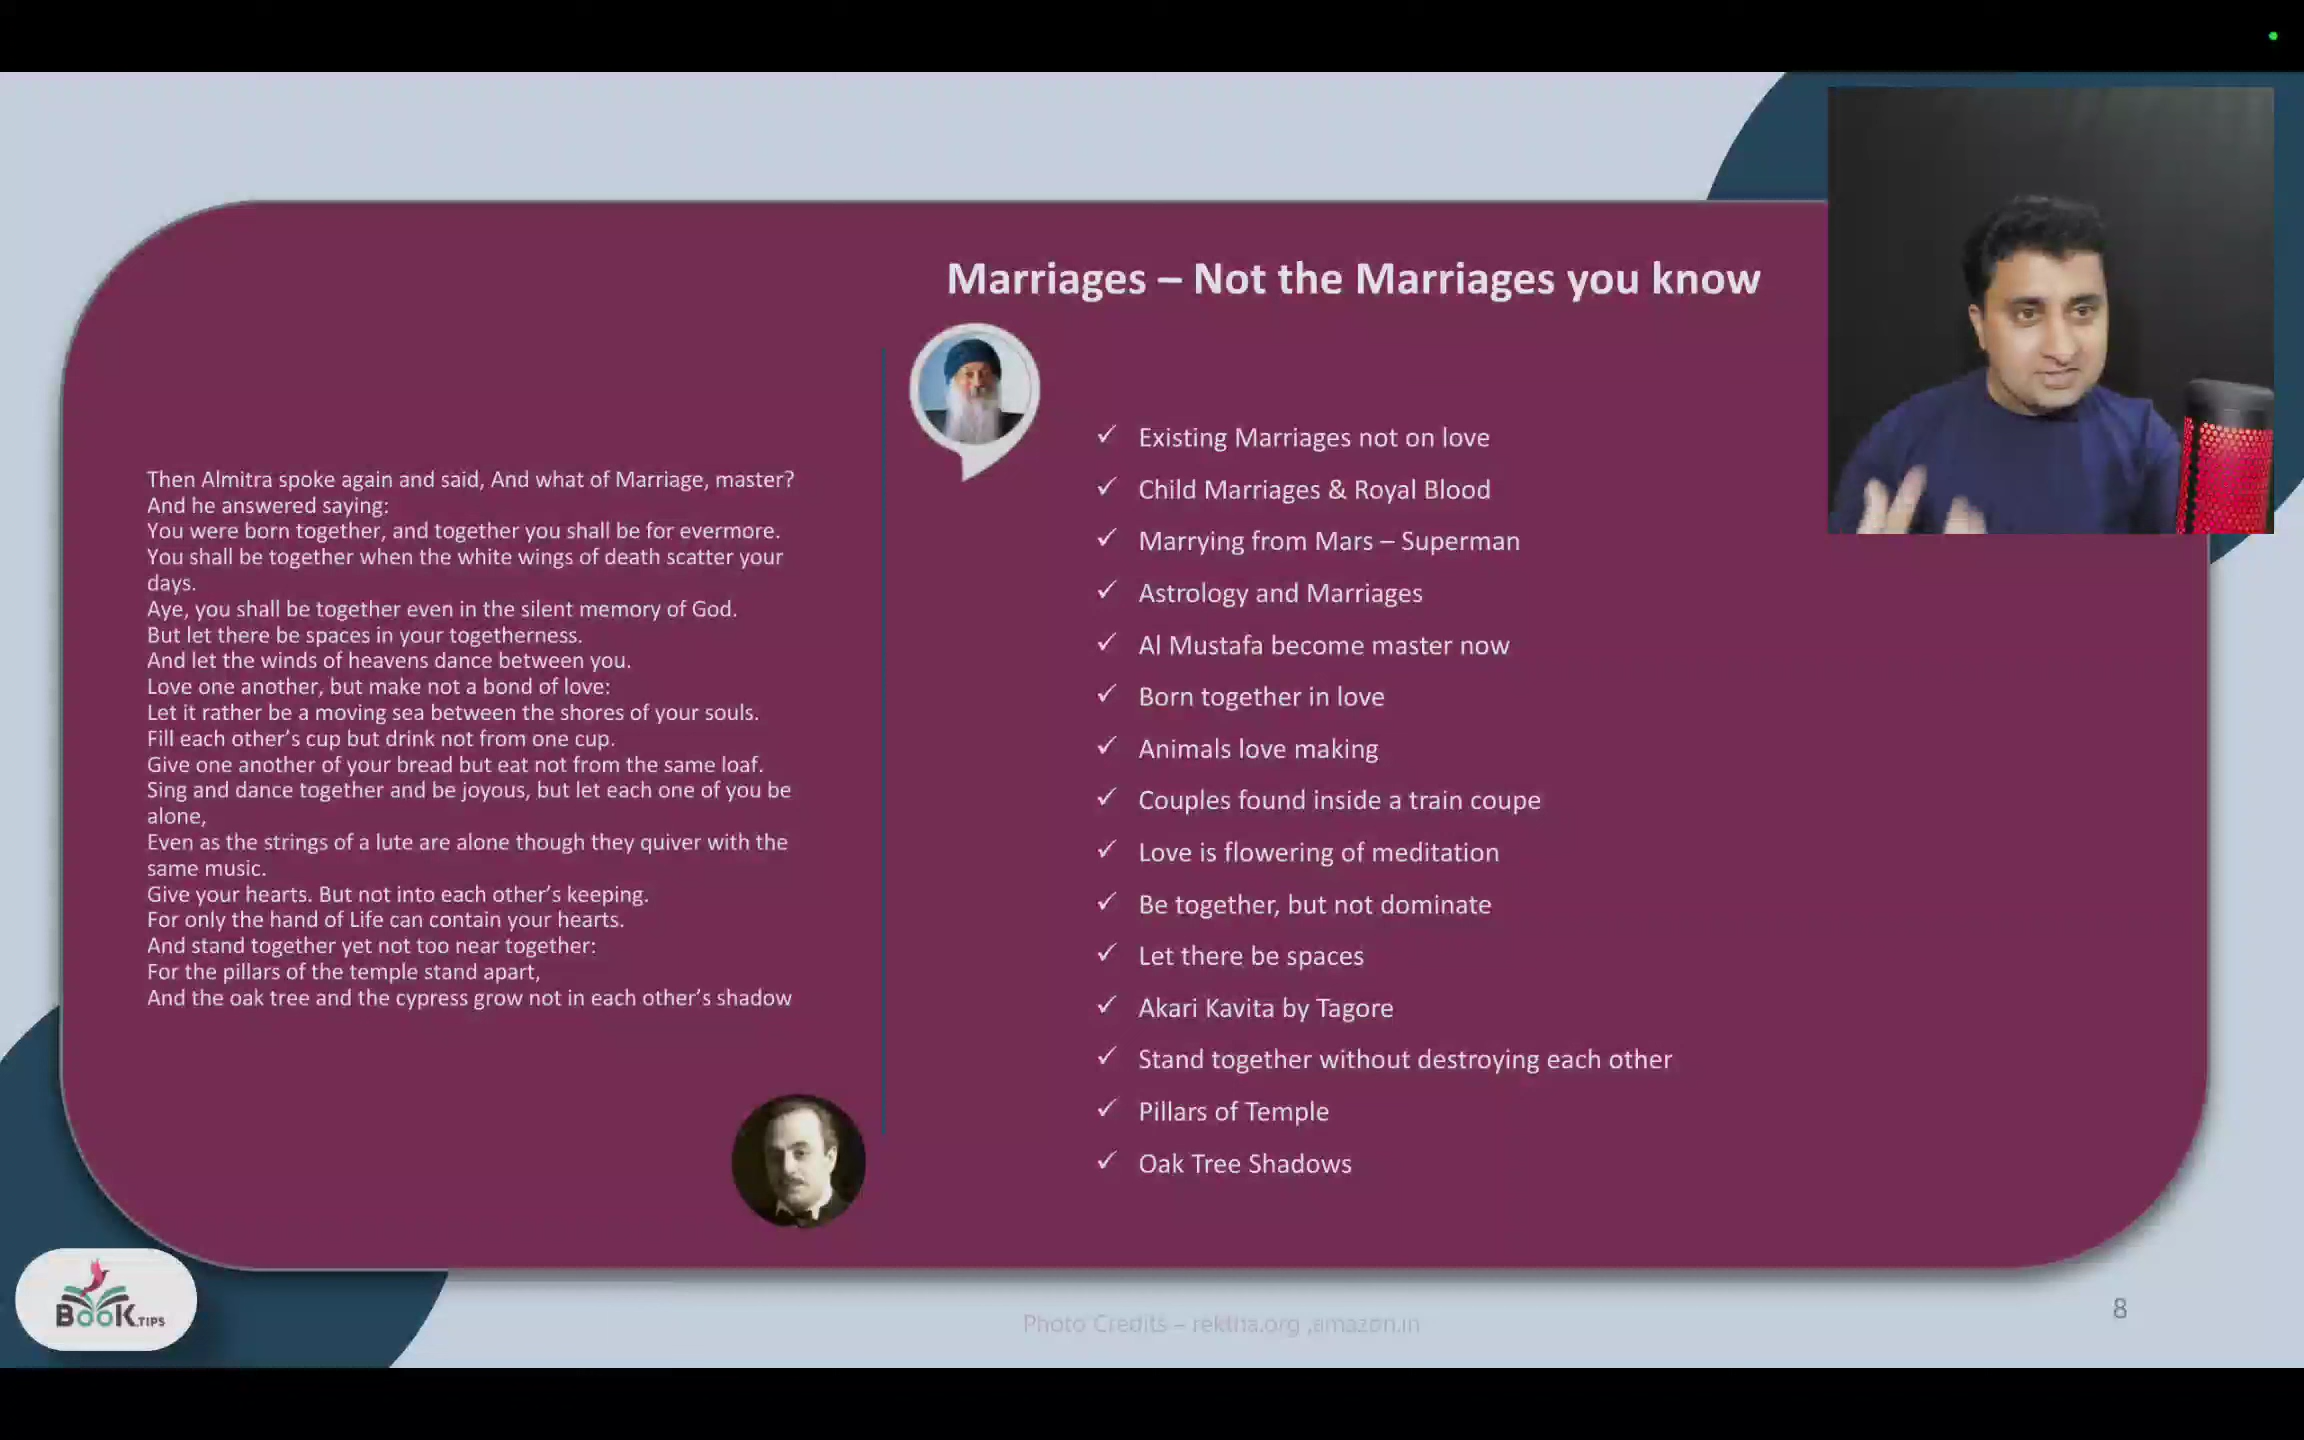 Marriages – Not the Marriages you know
Then Almitra spoke again and said, And what of Marriage, master?
And he answered saying:
You were born together, and together you shall be for evermore.
You shall be together when the white wings of death scatter your
days.
Aye, you shall be together even in the silent memory of God.
But let there be spaces in your togetherness.
And let the winds of heavens dance between you.
Love one another, but make not a bond of love:
Let it rather be a moving sea between the shores of your souls.
Fill each other’s cup but drink not from one cup.
Give one another of your bread but eat not from the same loaf.
Sing and dance together and be joyous, but let each one of you be
alone,
Even as the strings of a lute are alone though they quiver with the
same music.
Give your hearts. But not into each other’s keeping.
For only the hand of Life can contain your hearts.
And stand together yet not too near together:
For the pillars of the temple stand apart,
And the oak tree and the cypress grow not in each other’s shadow
✓ Existing Marriages not on love
✓ Child Marriages & Royal Blood
✓ Marrying from Mars – Superman
✓ Astrology and Marriages
✓ Al Mustafa become master now
✓ Born together in love
✓ Animals love making
✓ Couples found inside a train coupe
✓ Love is flowering of meditation
✓ Be together, but not dominate
✓ Let there be spaces
✓ Akari Kavita by Tagore
✓ Stand together without destroying each other
✓ Pillars of Temple
✓ Oak Tree Shadows
BooK.TIPS
Photo Credits – rektha.org ,amazon.in
8